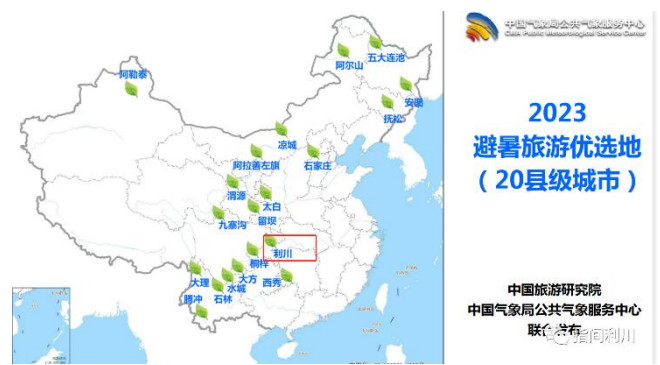 中国气象局公共气象服务中心
CMA Public Meteorological Service Center
2023
避暑旅游优选地
（20县级城市）
阿勒泰
阿尔山
五大连池
安图
抚松
凉城
阿拉善左旗
石家庄
渭源
太白
九寨沟
留坝
利川
桐梓
大理
大方
水城
西秀
腾冲
石林
中国旅游研究院
中国气象局公共气象服务中心
联合发布
指间利川